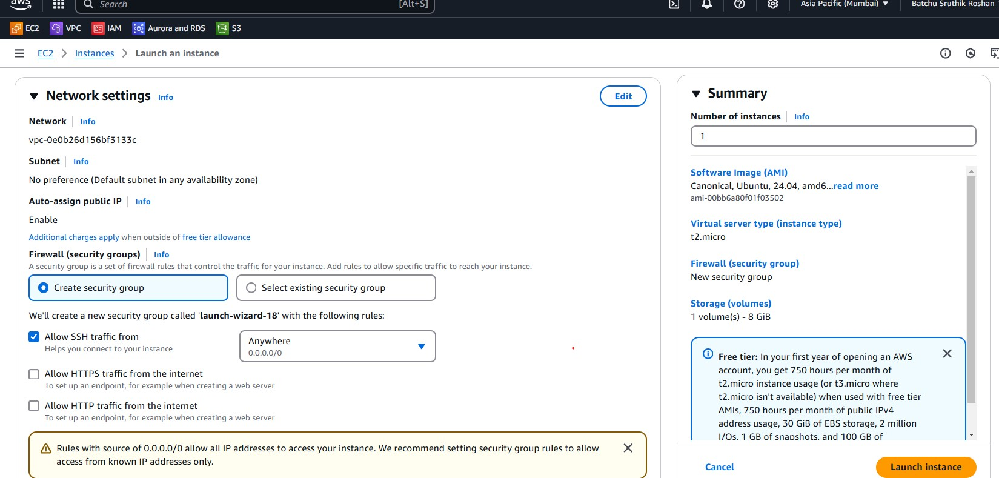 aws
Search
[Alt+S]
Asia Pacific (Mumbai)
Batchu Sruthik Roshan
EC2
VPC
IAM
Aurora and RDS
S3
EC2 > Instances > Launch an instance
Network settings Info
Edit
Network Info
vpc-0e0b26d156bf3133c
Subnet Info
No preference (Default subnet in any availability zone)
Auto-assign public IP Info
Enable
Additional charges apply when outside of free tier allowance
Firewall (security groups) Info
A security group is a set of firewall rules that control the traffic for your instance. Add rules to allow specific traffic to reach your instance.
Create security group
Select existing security group
We'll create a new security group called 'launch-wizard-18' with the following rules:
Allow SSH traffic from
Helps you connect to your instance
Anywhere
0.0.0.0/0
Allow HTTPS traffic from the internet
To set up an endpoint, for example when creating a web server
Allow HTTP traffic from the internet
To set up an endpoint, for example when creating a web server
Rules with source of 0.0.0.0/0 allow all IP addresses to access your instance. We recommend setting security group rules to allow
access from known IP addresses only.
Summary
Number of instances Info
1
Software Image (AMI)
Canonical, Ubuntu, 24.04, amd6...read more
ami-00bb6a80f01f03502
Virtual server type (instance type)
t2.micro
Firewall (security group)
New security group
Storage (volumes)
1 volume(s) - 8 GiB
Free tier: In your first year of opening an AWS
account, you get 750 hours per month of
t2.micro instance usage (or t3.micro where
t2.micro isn't available) when used with free tier
AMIs, 750 hours per month of public IPv4
address usage, 30 GiB of EBS storage, 2 million
I/Os, 1 GB of snapshots, and 100 GB of
Cancel
Launch instance